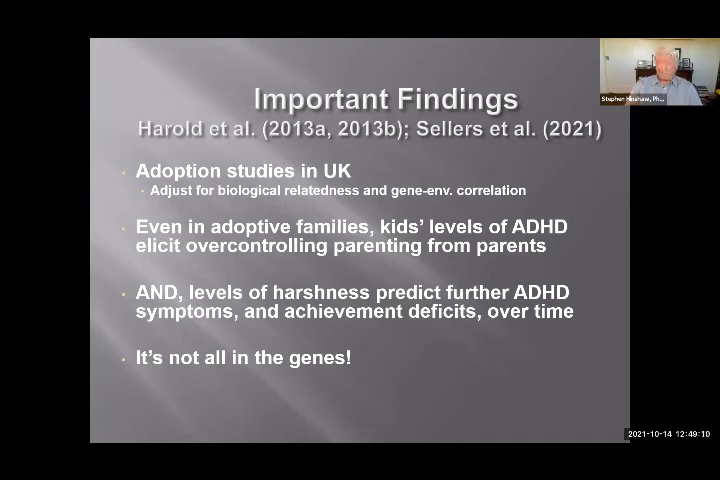 Important Findings
Harold et al. (2013a, 2013b); Sellers et al. (2021)
Stephen Hinshaw, Ph...
• Adoption studies in UK
• Adjust for biological relatedness and gene-env. correlation
• Even in adoptive families, kids’ levels of ADHD
elicit overcontrolling parenting from parents
• AND, levels of harshness predict further ADHD
symptoms, and achievement deficits, over time
• It’s not all in the genes!
2021-10-14 12:49:10